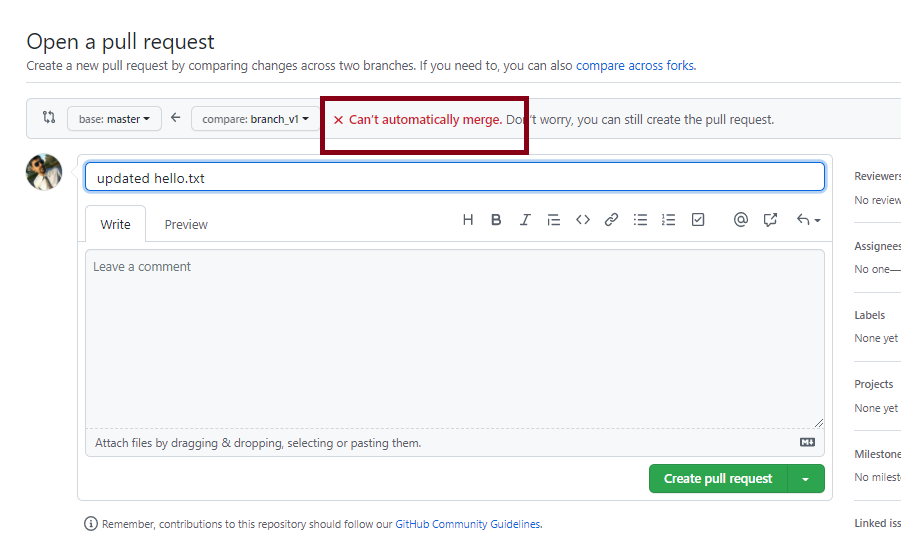 Open a pull request
Create a new pull request by comparing changes across two branches. If you need to, you can also compare across forks.
base: master compare: branch_v1 Can't automatically merge. Don't worry, you can still create the pull request.
updated hello.txt
Reviewers
No review
Write Preview
Assignees
No one—
Leave a comment
Labels
None yet
Projects
None yet
Attach files by dragging & dropping, selecting or pasting them.
Milestone
No milest
Create pull request
Remember, contributions to this repository should follow our GitHub Community Guidelines.
Linked iss